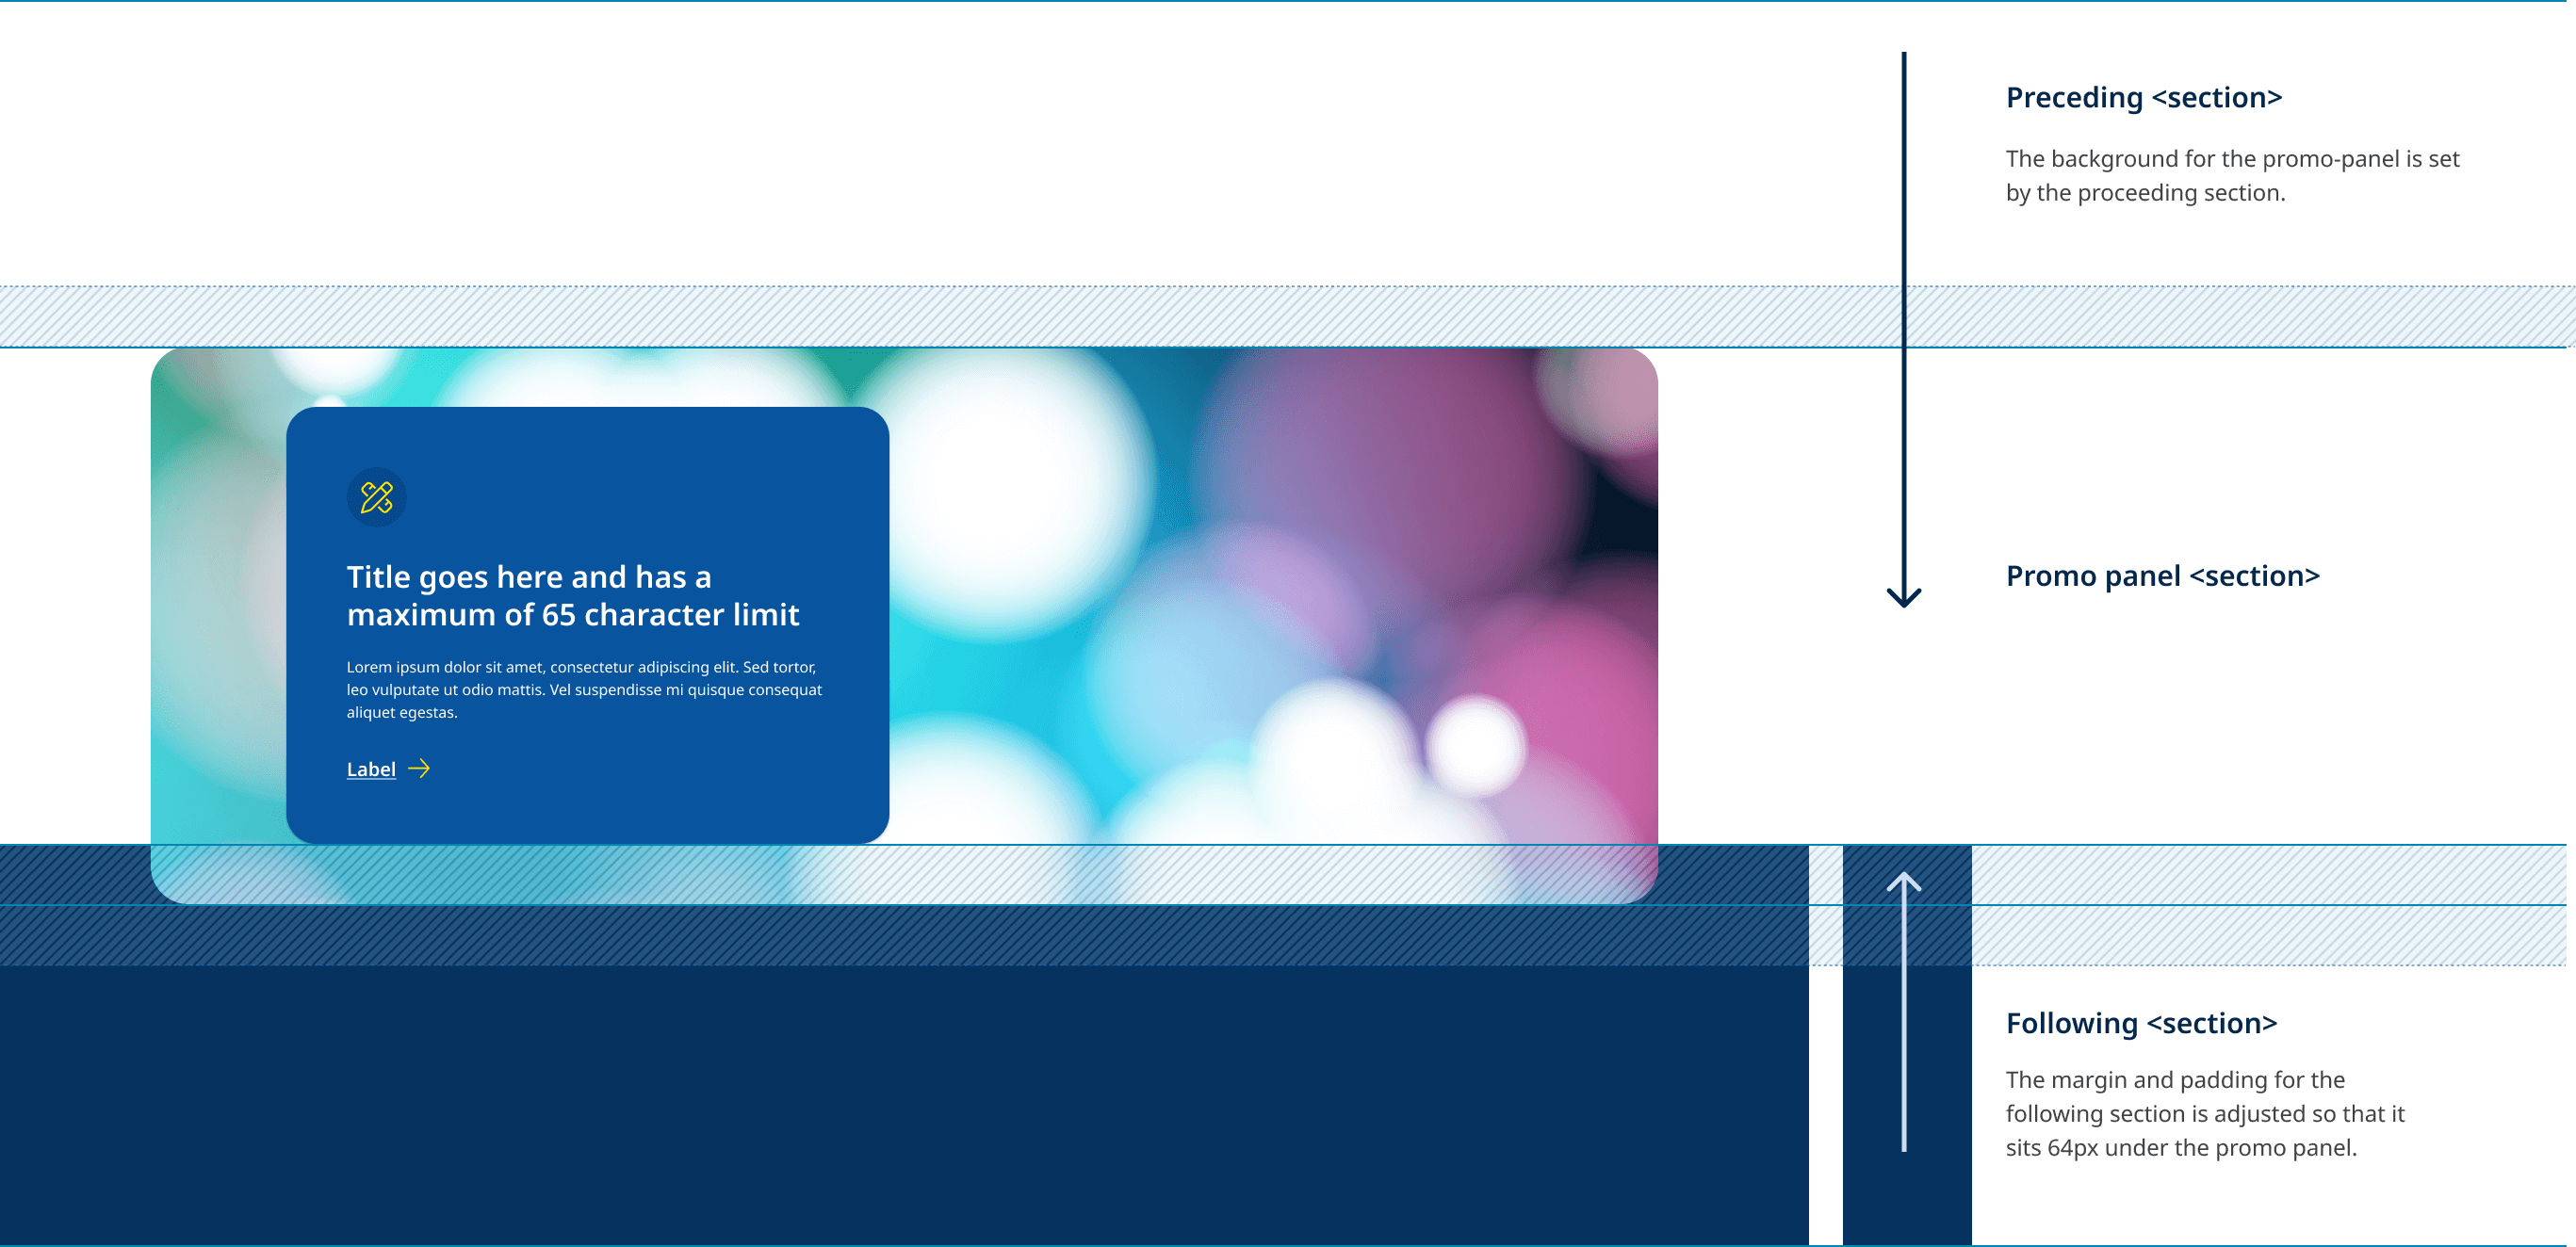 Preceding <section>
The background for the promo-panel is set
by the proceeding section.
Title goes here and has a
maximum of 65 character limit
Lorem ipsum dolor sit amet, consectetur adipiscing elit. Sed tortor,
leo vulputate ut odio mattis. Vel suspendisse mi quisque consequat
aliquet egestas.
Label
Promo panel <section>
Following <section>
The margin and padding for the
following section is adjusted so that it
sits 64px under the promo panel.